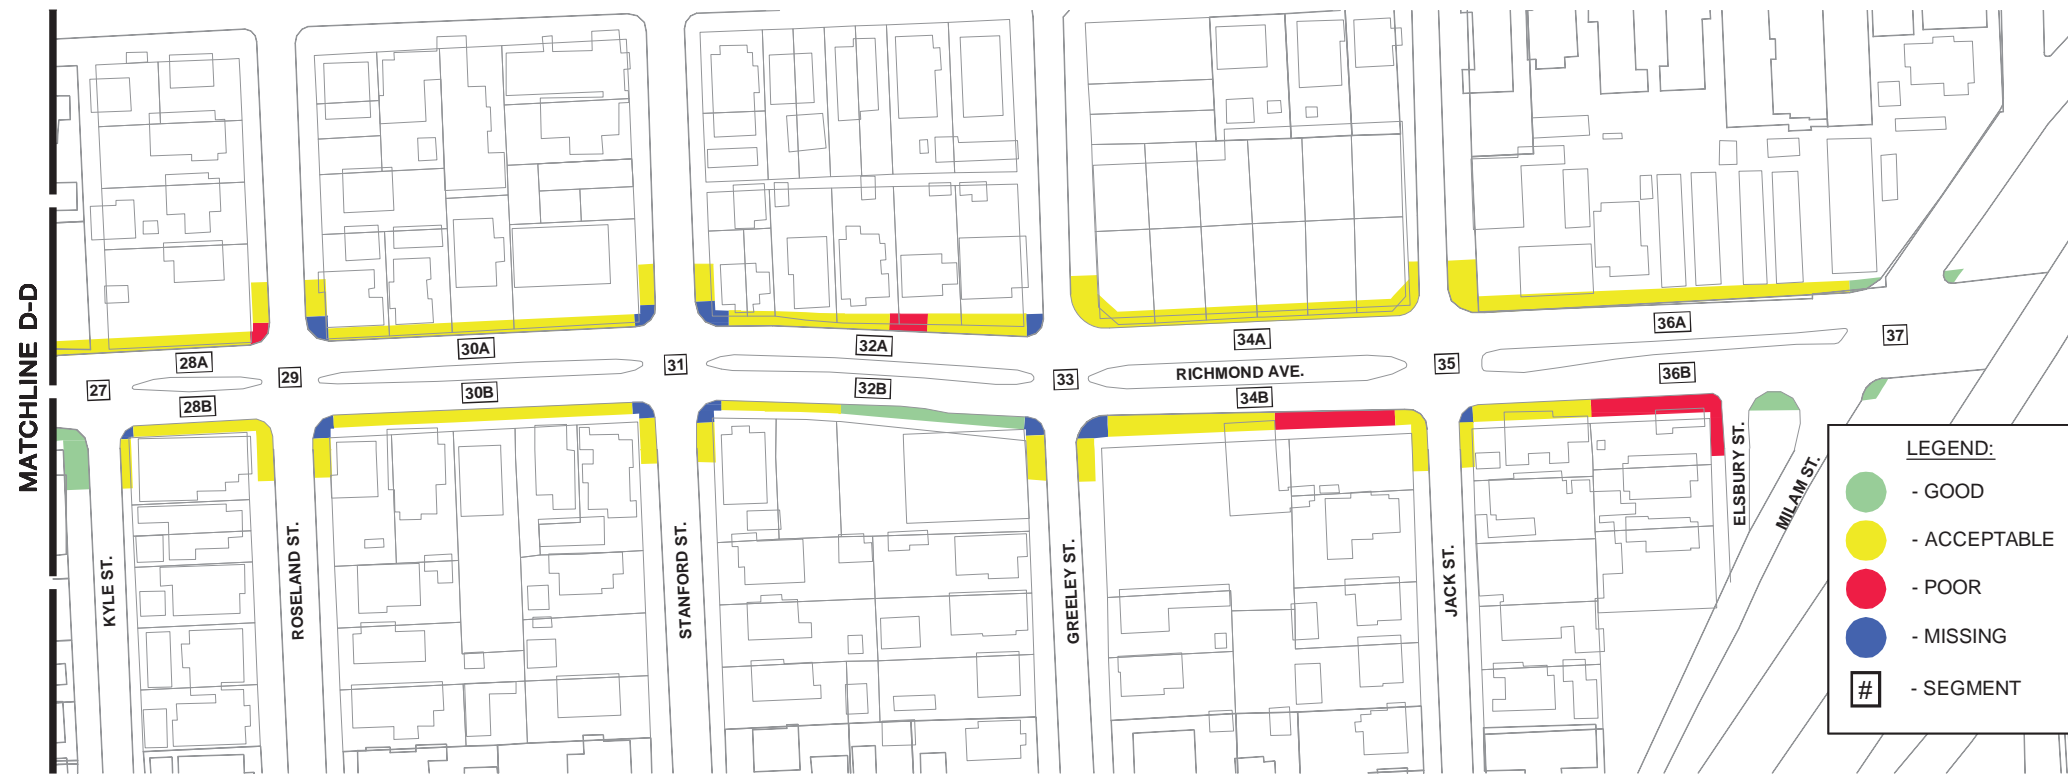 MATCHLINE D-D
27
28A
28B
29
30A
30B
31
32A
32B
33
34A
RICHMOND AVE.
34B
35
36A
36B
37
KYLE ST.
ROSELAND ST.
STANFORD ST.
GREELEY ST.
JACK ST.
ELSBURY ST.
MILAM ST.
LEGEND:
- GOOD
- ACCEPTABLE
- POOR
- MISSING
# - SEGMENT